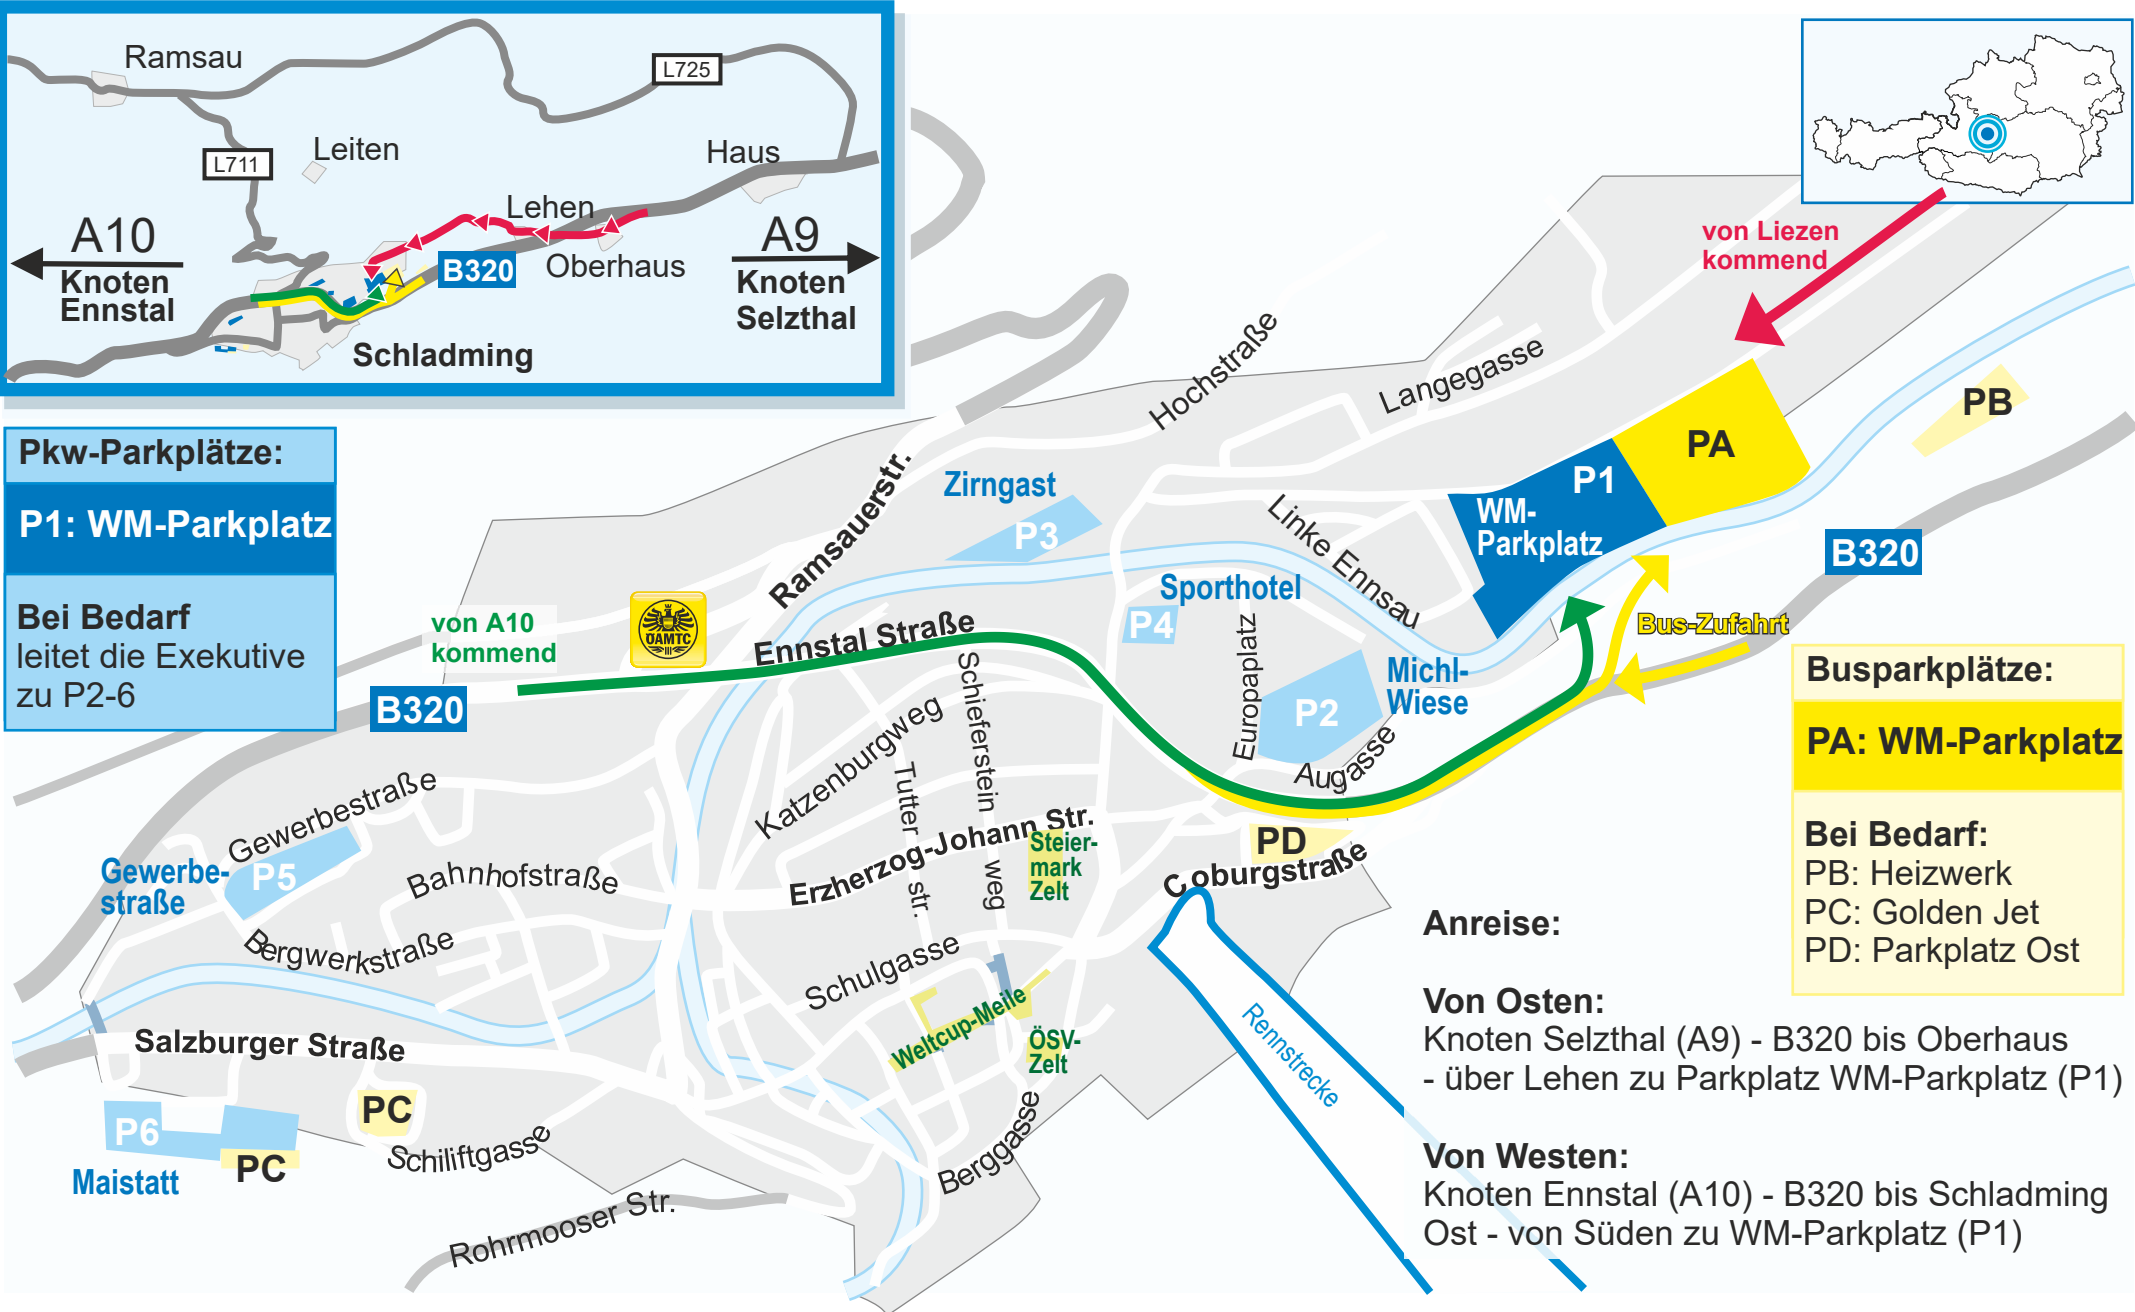 Ramsau
L725
L711
Leiten
Haus
Lehen
A10
Knoten
Ennstal
A9
Knoten
Selzthal
B320
Oberhaus
Schladming
von Liezen
kommend
Pkw-Parkplätze:
P1: WM-Parkplatz
Bei Bedarf
leitet die Exekutive
zu P2-6
Hochstraße
Langegasse
PB
PA
P1
WM-
Parkplatz
Zirngast
P3
Ramsauerstr.
Linke Ennsau
B320
Sporthotel
P4
von A10
kommend
ÖAMTC
Ennstal Straße
Bus-Zufahrt
B320
Europaplatz
P2
Michl-
Wiese
Augasse
Katzenburgweg
Schieferstein
weg
Tutter
str.
Gewerbestraße
Gewerbe-
straße
P5
Bahnhofstraße
Bergwerkstraße
Erzherzog-Johann Str.
Steier-
mark
Zelt
PD
Coburgstraße
Schulgasse
Weltcup-Meile
ÖSV-
Zelt
Rennstrecke
Salzburger Straße
PC
P6
PC
Maistatt
Schiliftgasse
Berggasse
Rohrmooser Str.
Busparkplätze:
PA: WM-Parkplatz
Bei Bedarf:
PB: Heizwerk
PC: Golden Jet
PD: Parkplatz Ost
Anreise:
Von Osten:
Knoten Selzthal (A9) - B320 bis Oberhaus
- über Lehen zu Parkplatz WM-Parkplatz (P1)
Von Westen:
Knoten Ennstal (A10) - B320 bis Schladming
Ost - von Süden zu WM-Parkplatz (P1)